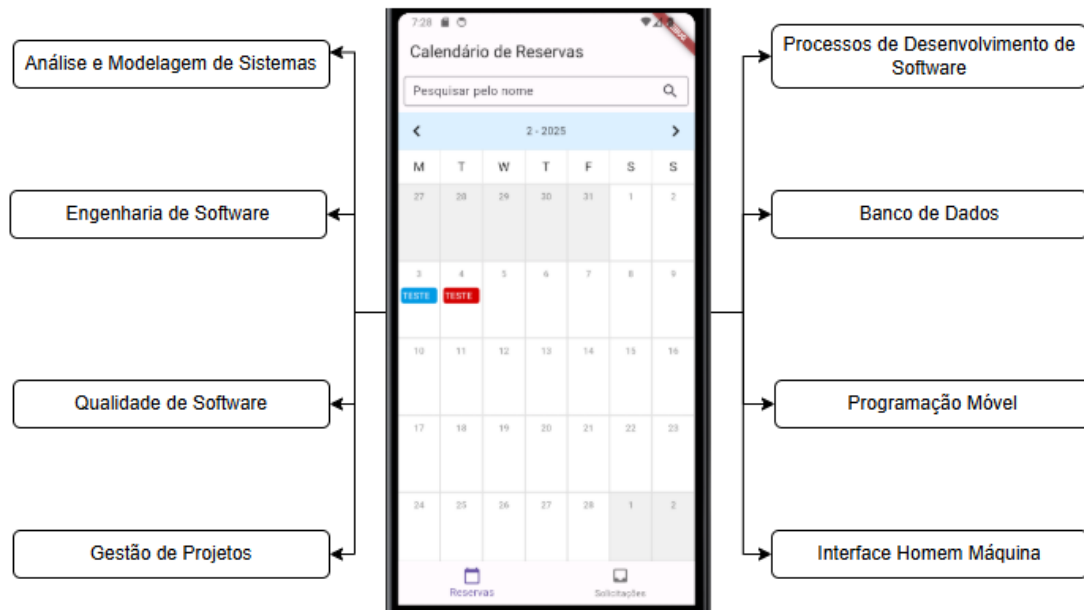 Análise e Modelagem de Sistemas
Engenharia de Software
Qualidade de Software
Gestão de Projetos
7:28
Calendário de Reservas
Pesquisar pelo nome
2 - 2025
M T W T F S S
27 28 29 30 31 1 2
3 4 5 6 7 8 9
TESTE TESTE
10 11 12 13 14 15 16
17 18 19 20 21 22 23
24 25 26 27 28 1 2
Reservas Solicitações
Processos de Desenvolvimento de
Software
Banco de Dados
Programação Móvel
Interface Homem Máquina